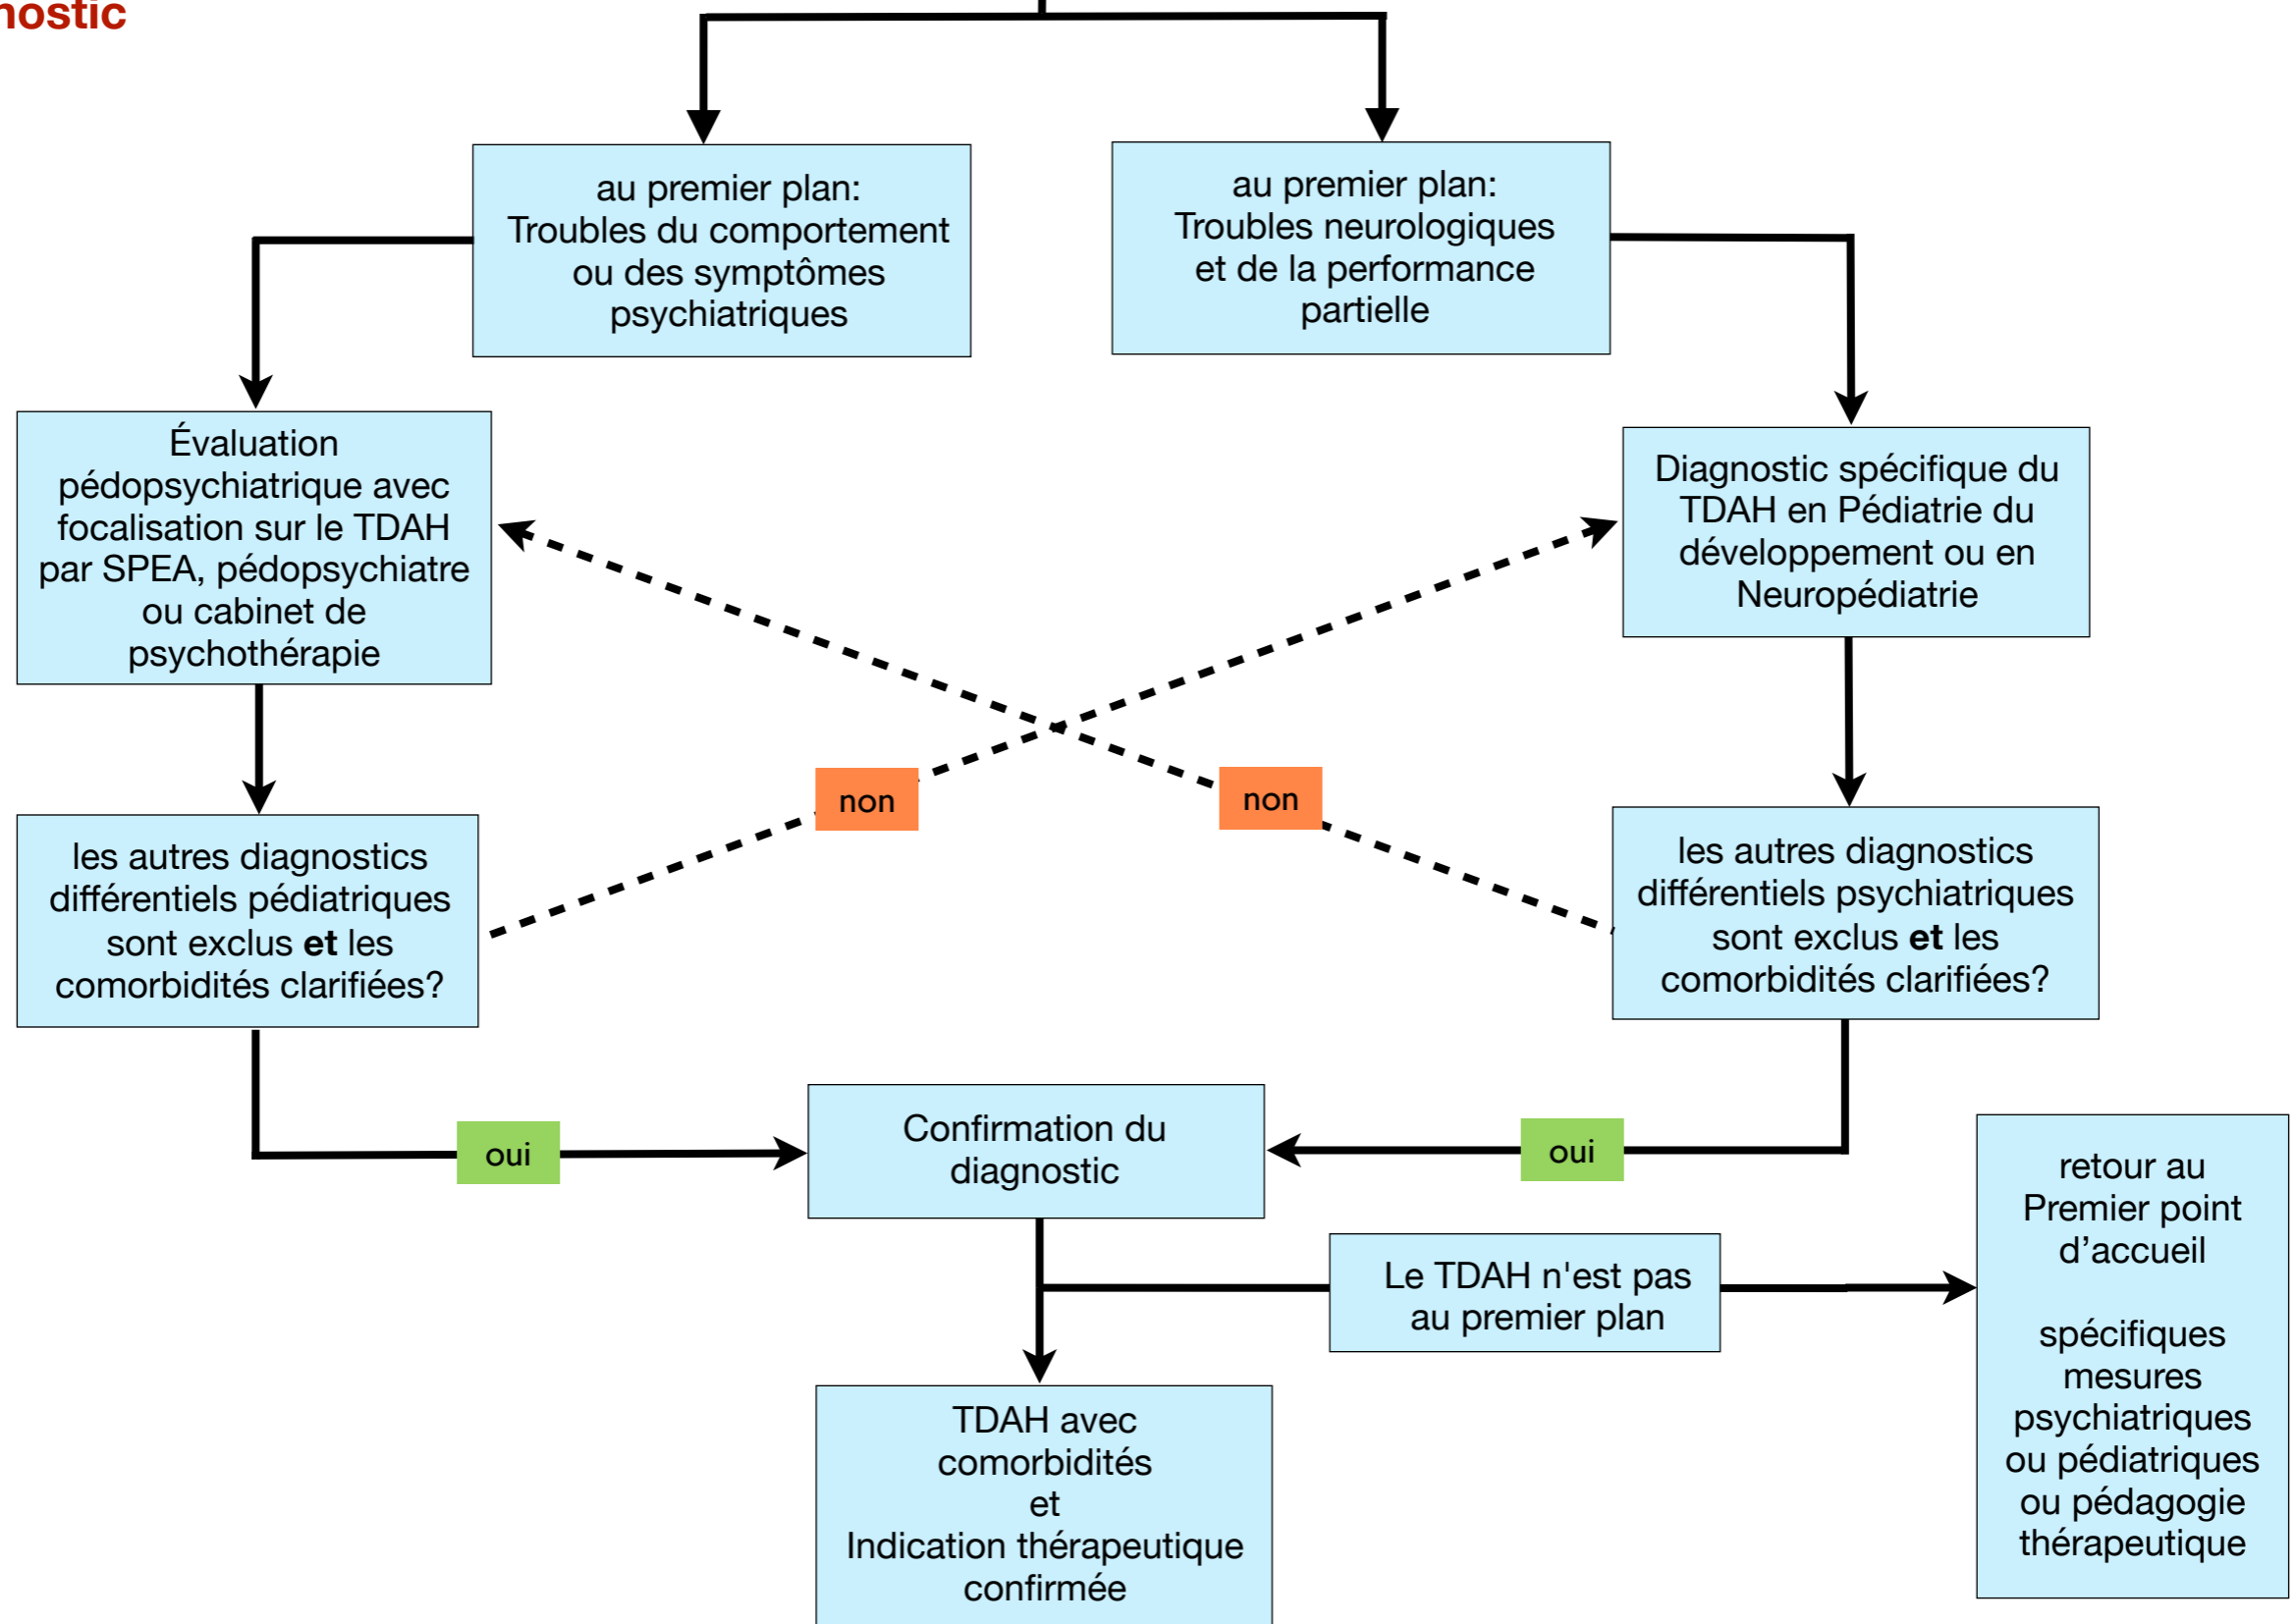 nostic
au premier plan:
Troubles du comportement
ou des symptômes
psychiatriques
au premier plan:
Troubles neurologiques
et de la performance
partielle
Évaluation
pédopsychiatrique avec
focalisation sur le TDAH
par SPEA, pédopsychiatre
ou cabinet de
psychothérapie
Diagnostic spécifique du
TDAH en Pédiatrie du
développement ou en
Neuropédiatrie
non
non
les autres diagnostics
différentiels pédiatriques
sont exclus et les
comorbidités clarifiées?
les autres diagnostics
différentiels psychiatriques
sont exclus et les
comorbidités clarifiées?
oui
Confirmation du
diagnostic
oui
Le TDAH n'est pas
au premier plan
retour au
Premier point
d’accueil
spécifiques
mesures
psychiatriques
ou pédiatriques
ou pédagogie
thérapeutique
TDAH avec
comorbidités
et
Indication thérapeutique
confirmée